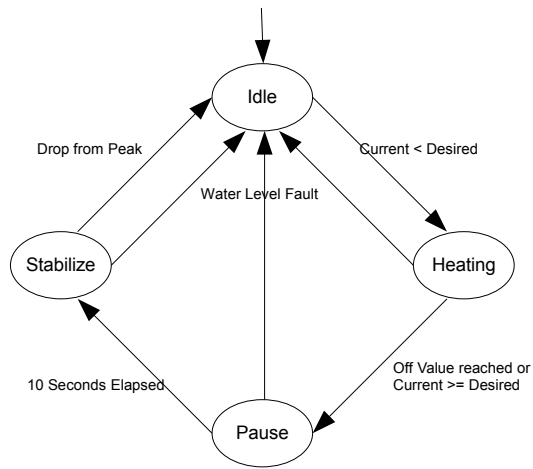 Idle
Drop from Peak
Current < Desired
Water Level Fault
Stabilize
Heating
Off Value reached or
Current >= Desired
10 Seconds Elapsed
Pause